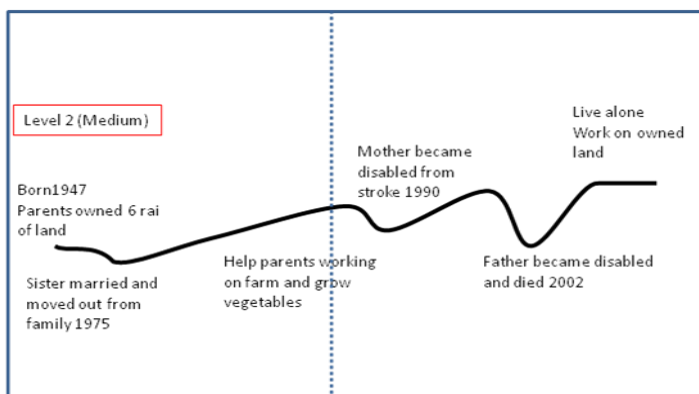 Level 2 (Medium)
Live alone
Work on owned
land
Mother became
disabled from
stroke 1990
Born1947
Parents owned 6 rai
of land
Sister married and
moved out from
family 1975
Help parents working
on farm and grow
vegetables
Father became disabled
and died 2002